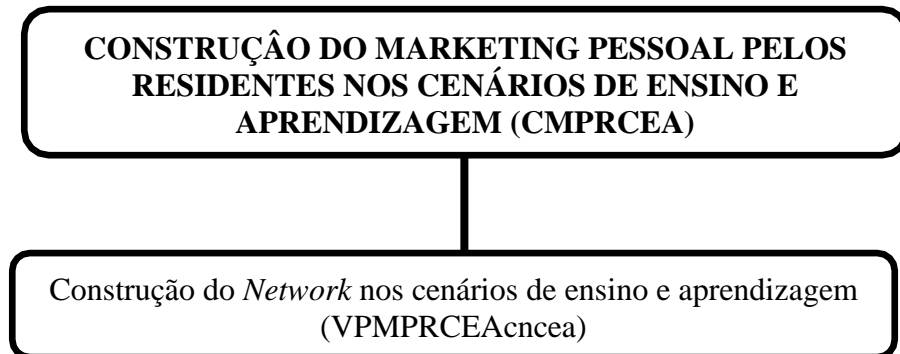 CONSTRUÇÂO DO MARKETING PESSOAL PELOS
RESIDENTES NOS CENÁRIOS DE ENSINO E
APRENDIZAGEM (CMPRCEA)
Construção do Network nos cenários de ensino e aprendizagem
(VPMPRCEAcncea)